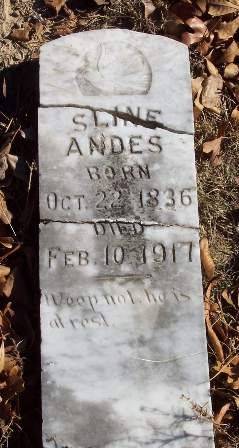 SLINE
ANDES
BORN
OCT. 22, 1836
DIED
FEB. 10, 1917
Weep not, he is
at rest.